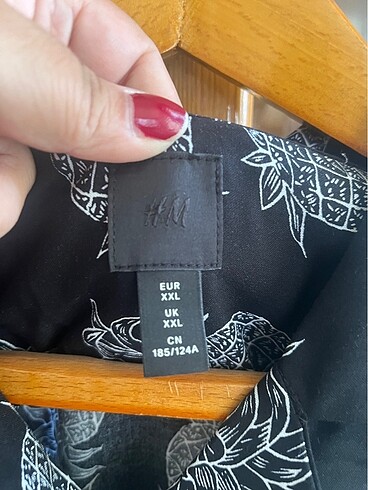 H&M
EUR
XXL
UK
XXL
CN
185/124A